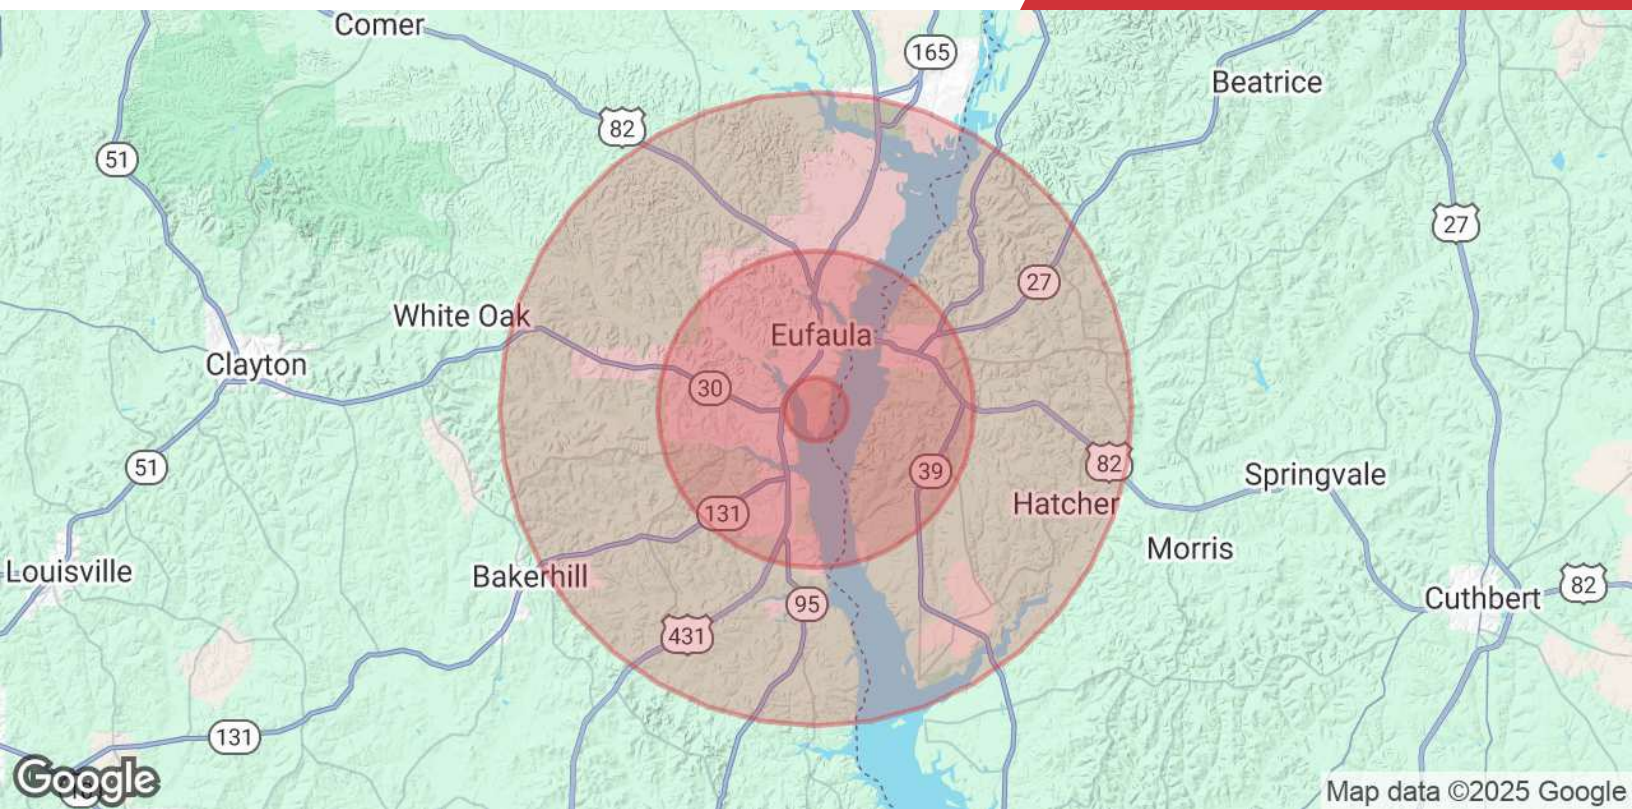 Comer
165
Beatrice
82
51
27
27
White Oak
Eufaula
Clayton
30
82
51
39
Springvale
Hatcher
131
Morris
Louisville
Bakerhill
82
Cuthbert
95
431
131
Google
Map data ©2025 Google